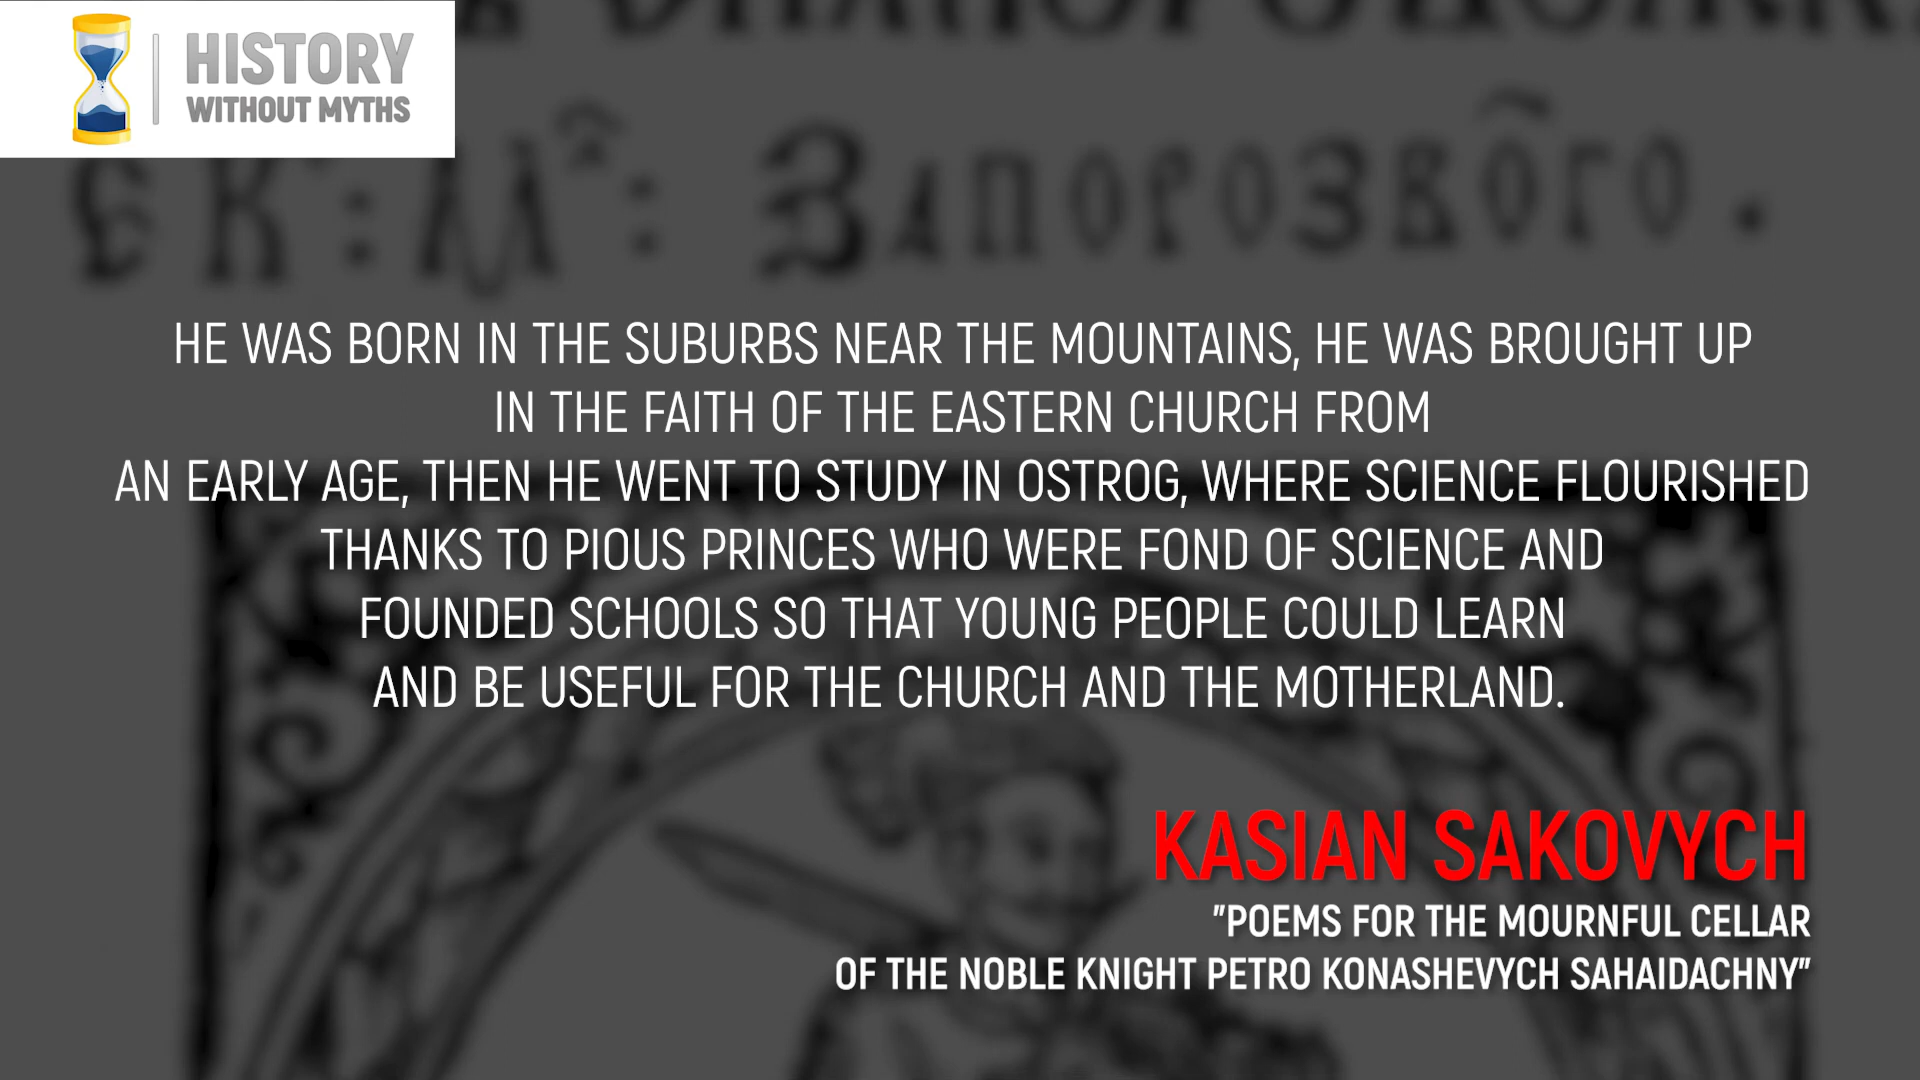 HISTORY
WITHOUT MYTHS
ЗАПОРОЗКОГО.
HE WAS BORN IN THE SUBURBS NEAR THE MOUNTAINS, HE WAS BROUGHT UP
IN THE FAITH OF THE EASTERN CHURCH FROM
AN EARLY AGE, THEN HE WENT TO STUDY IN OSTROG, WHERE SCIENCE FLOURISHED
THANKS TO PIOUS PRINCES WHO WERE FOND OF SCIENCE AND
FOUNDED SCHOOLS SO THAT YOUNG PEOPLE COULD LEARN
AND BE USEFUL FOR THE CHURCH AND THE MOTHERLAND.
KASIAN SAKOVYCH
"POEMS FOR THE MOURNFUL CELLAR
OF THE NOBLE KNIGHT PETRO KONASHEVYCH SAHAIDACHNY"